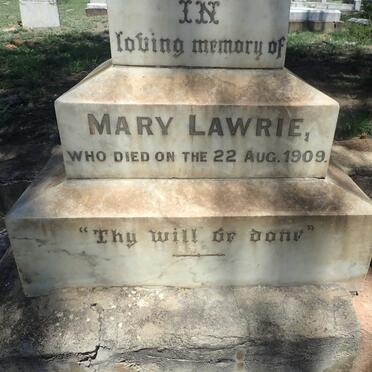 IN
loving memory of
MARY LAWRIE,
WHO DIED ON THE 22 AUG. 1909.
"Thy will be done"